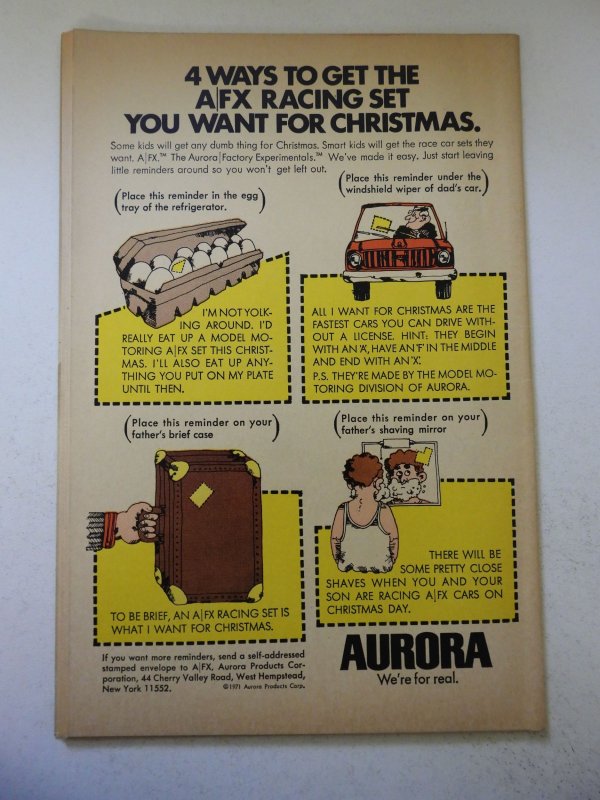 4 WAYS TO GET THE
A|FX RACING SET
YOU WANT FOR CHRISTMAS.
Some kids will get any dumb thing for Christmas. Smart kids will get the race car sets they
want. A|FX.™ The Aurora|Factory Experimentals.™ We've made it easy. Just start leaving
little reminders around so you won't get left out.
(Place this reminder in the egg
tray of the refrigerator.)
I'M NOT YOLK-
ING AROUND. I'D
REALLY EAT UP A MODEL MO-
TORING A|FX SET THIS CHRIST-
MAS. I'LL ALSO EAT UP ANY-
THING YOU PUT ON MY PLATE
UNTIL THEN.
(Place this reminder under the
windshield wiper of dad's car.)
ALL I WANT FOR CHRISTMAS ARE THE
FASTEST CARS YOU CAN DRIVE WITH-
OUT A LICENSE. HINT: THEY BEGIN
WITH AN 'A', HAVE AN 'F' IN THE MIDDLE
AND END WITH AN 'X'.
P.S. THEY'RE MADE BY THE MODEL MO-
TORING DIVISION OF AURORA.
(Place this reminder on your
father's brief case)
TO BE BRIEF, AN A|FX RACING SET IS
WHAT I WANT FOR CHRISTMAS.
(Place this reminder on your
father's shaving mirror)
THERE WILL BE
SOME PRETTY CLOSE
SHAVES WHEN YOU AND YOUR
SON ARE RACING A|FX CARS ON
CHRISTMAS DAY.
If you want more reminders, send a self-addressed
stamped envelope to A|FX, Aurora Products Cor-
poration, 44 Cherry Valley Road, West Hempstead,
New York 11552.
©1971 Aurora Products Corp.
AURORA
We're for real.